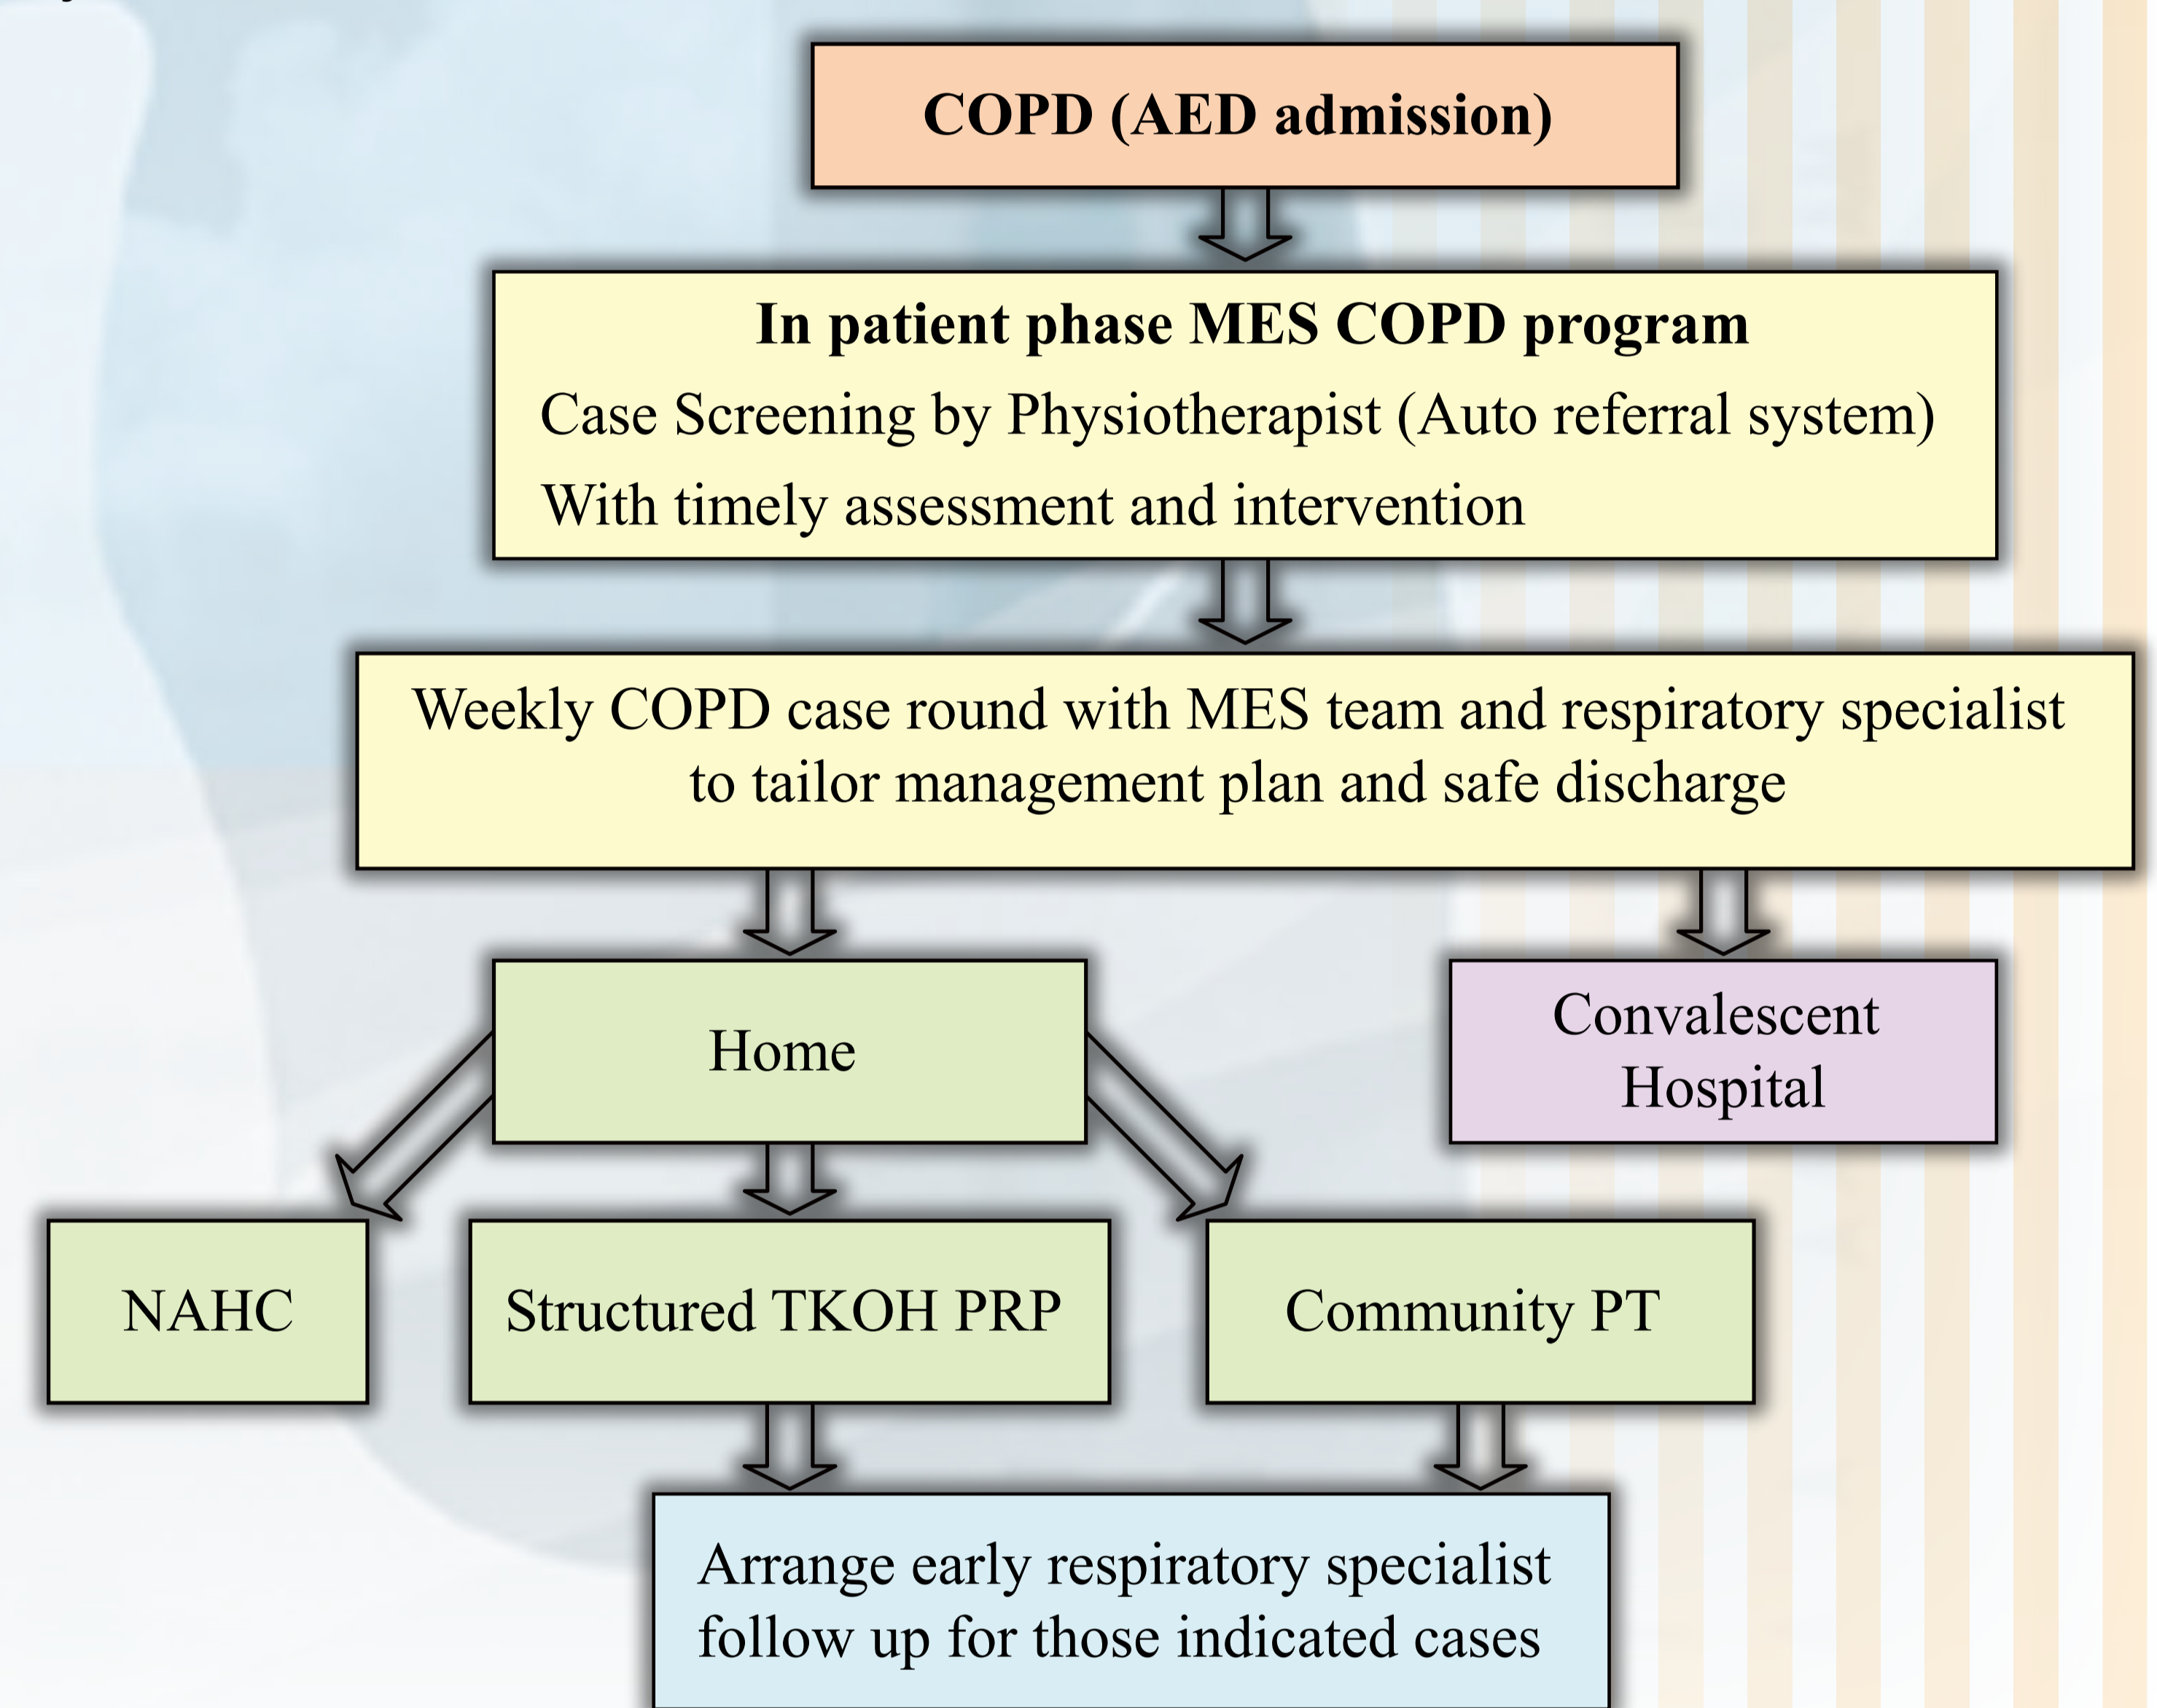 COPD (AED admission)
In patient phase MES COPD program
Case Screening by Physiotherapist (Auto referral system)
With timely assessment and intervention
Weekly COPD case round with MES team and respiratory specialist
to tailor management plan and safe discharge
Home
Convalescent
Hospital
NAHC
Structured TKOH PRP
Community PT
Arrange early respiratory specialist
follow up for those indicated cases